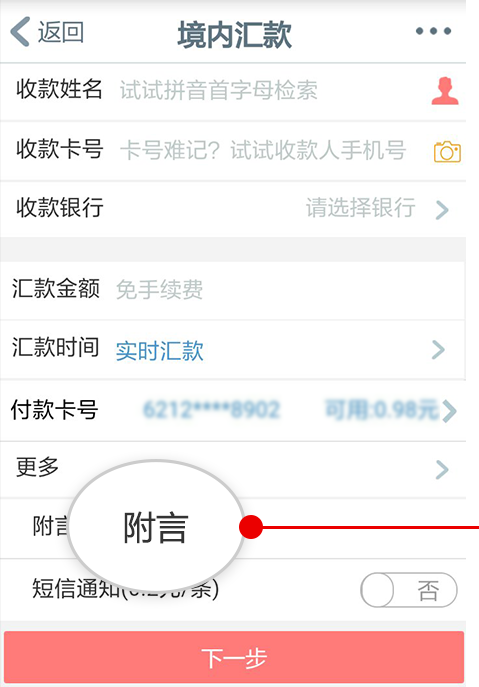 返回 境内汇款
收款姓名 试试拼音首字母检索
收款卡号 卡号难记？试试收款人手机号
收款银行 请选择银行
汇款金额 免手续费
汇款时间 实时汇款
付款卡号 6212****8902 可用:0.98元
更多
附言
附言
短信通知(0.2元/条) 否
下一步